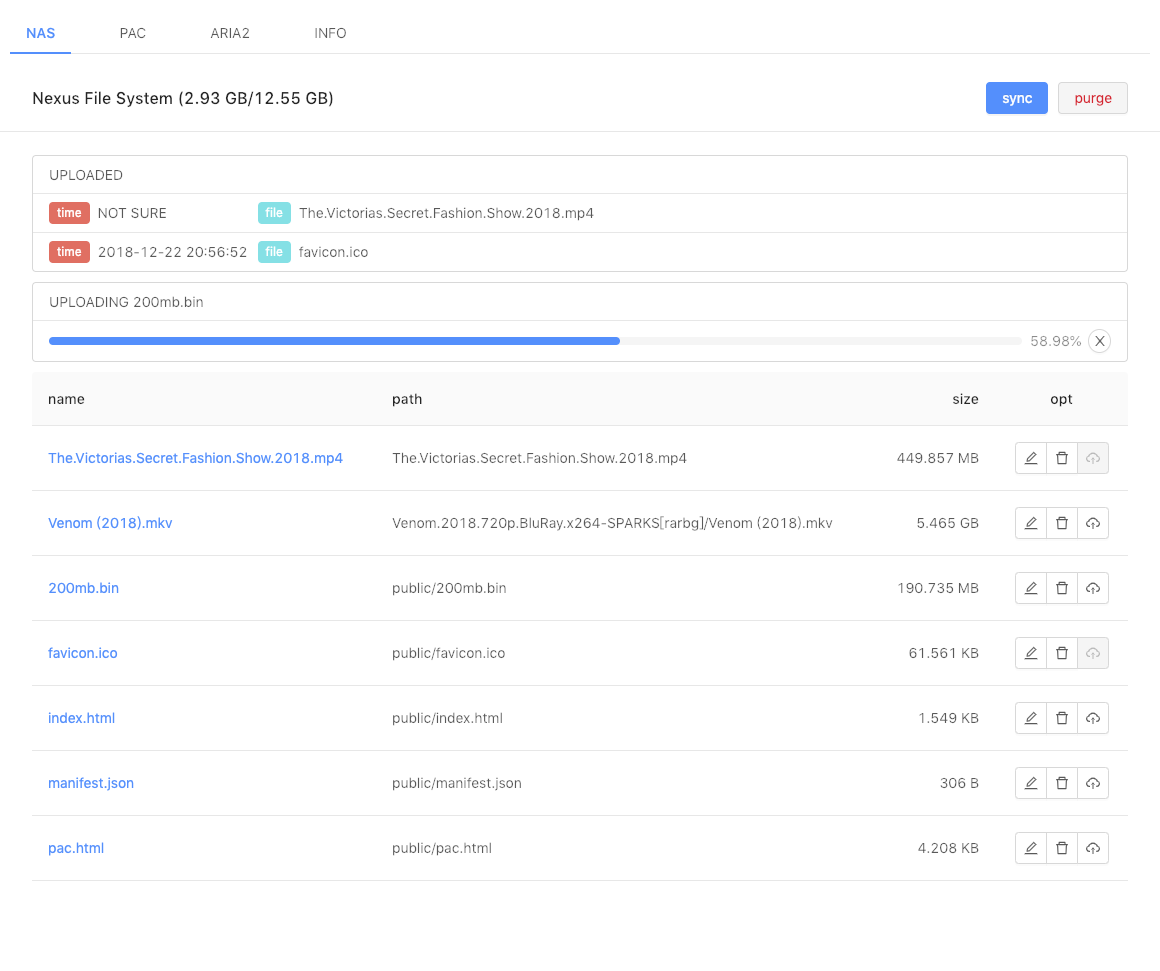 NAS PAC ARIA2 INFO
Nexus File System (2.93 GB/12.55 GB) sync purge
UPLOADED
time NOT SURE file The.Victorias.Secret.Fashion.Show.2018.mp4
time 2018-12-22 20:56:52 file favicon.ico
UPLOADING 200mb.bin
58.98% X
name path size opt
The.Victorias.Secret.Fashion.Show.2018.mp4 The.Victorias.Secret.Fashion.Show.2018.mp4 449.857 MB
Venom (2018).mkv Venom.2018.720p.BluRay.x264-SPARKS[rarbg]/Venom (2018).mkv 5.465 GB
200mb.bin public/200mb.bin 190.735 MB
favicon.ico public/favicon.ico 61.561 KB
index.html public/index.html 1.549 KB
manifest.json public/manifest.json 306 B
pac.html public/pac.html 4.208 KB